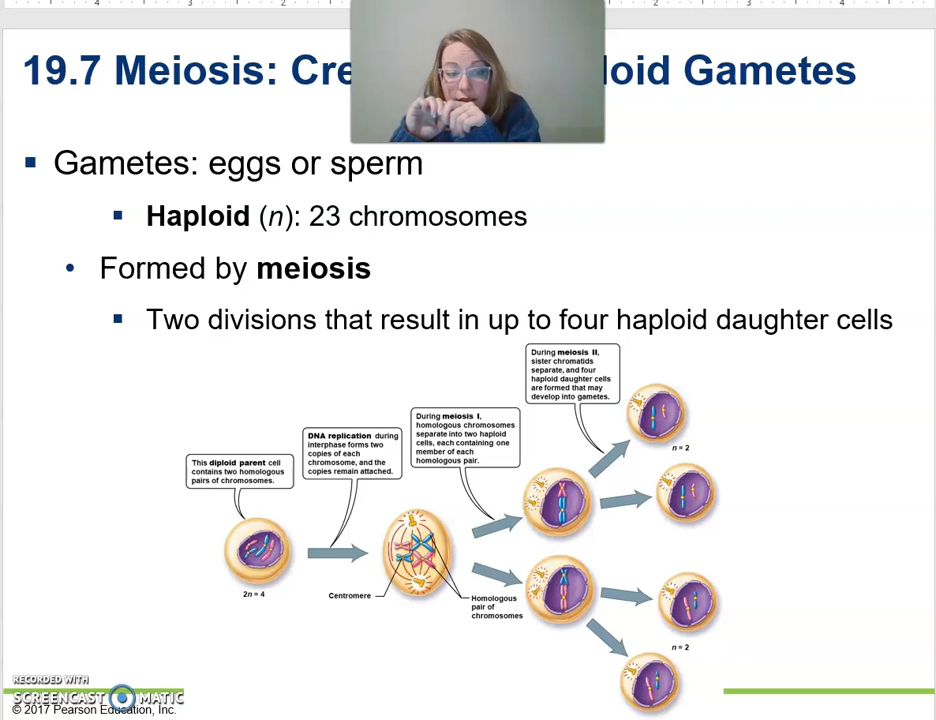 19.7 Meiosis: Cre loid Gametes
Gametes: eggs or sperm
Haploid (n): 23 chromosomes
Formed by meiosis
Two divisions that result in up to four haploid daughter cells
During meiosis II,
sister chromatids
separate, and four
haploid daughter cells
are formed that may
develop into gametes.
During meiosis I,
homologous chromosomes
separate into two haploid
cells, each containing one
member of each
homologous pair.
DNA replication during
interphase forms two
copies of each
chromosome, and the
copies remain attached.
This diploid parent cell
contains two homologous
pairs of chromosomes.
n = 2
2n = 4
Centromere
Homologous
pair of
chromosomes
n = 2
RECORDED WITH
SCREENCAST MATIC
© 2017 Pearson Education, Inc.